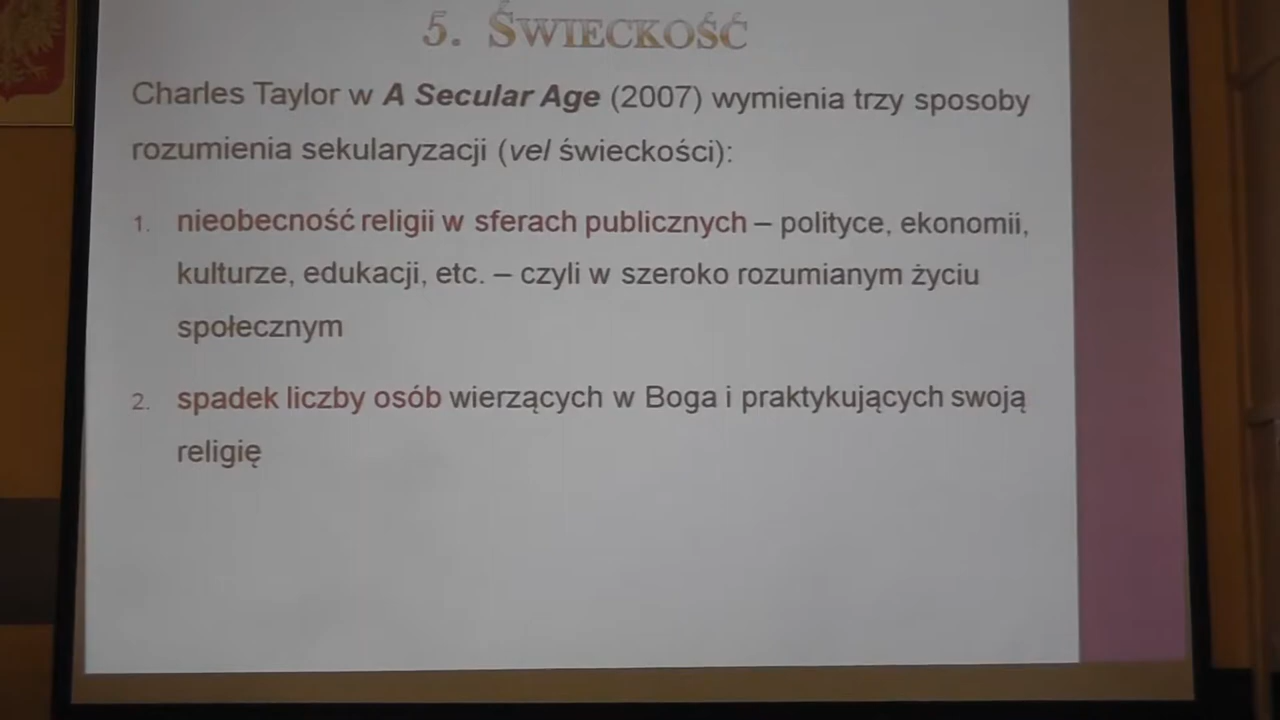 5. ŚWIECKOŚĆ
Charles Taylor w A Secular Age (2007) wymienia trzy sposoby
rozumienia sekularyzacji (vel świeckości):
1. nieobecność religii w sferach publicznych – polityce, ekonomii,
kulturze, edukacji, etc. – czyli w szeroko rozumianym życiu
społecznym
2. spadek liczby osób wierzących w Boga i praktykujących swoją
religię